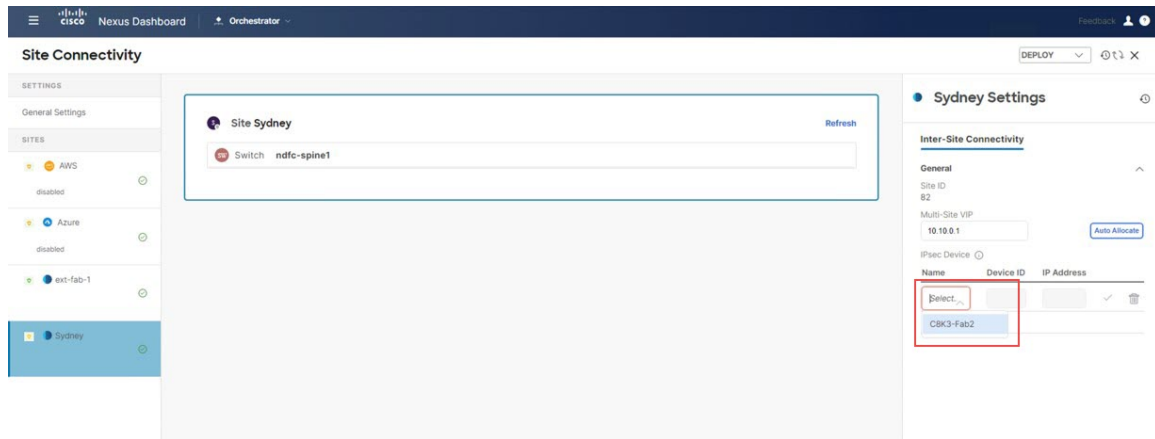 cisco Nexus Dashboard Orchestrator Feedback
Site Connectivity DEPLOY
SETTINGS
General Settings
SITES
AWS
disabled
Azure
disabled
ext-fab-1
Sydney
Site Sydney Refresh
Switch ndfc-spine1
Sydney Settings
Inter-Site Connectivity
General
Site ID
82
Multi-Site VIP
10.10.0.1 Auto Allocate
IPsec Device
Name Device ID IP Address
Select.
C8K3-Fab2